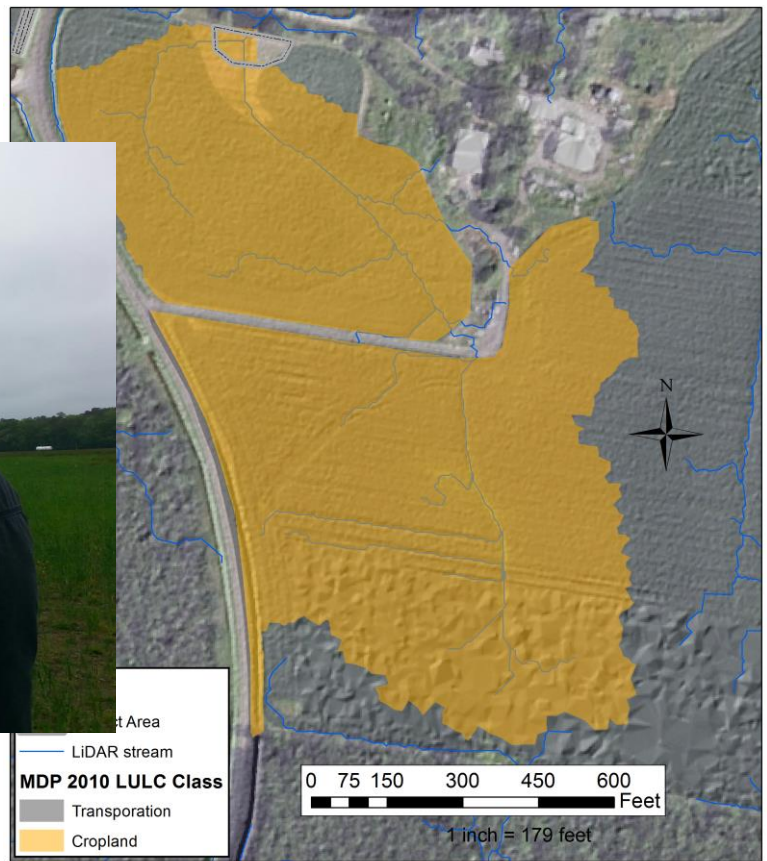 N
ct Area
LiDAR stream
MDP 2010 LULC Class
Transporation
Cropland
0 75 150 300 450 600
Feet
1 inch = 179 feet